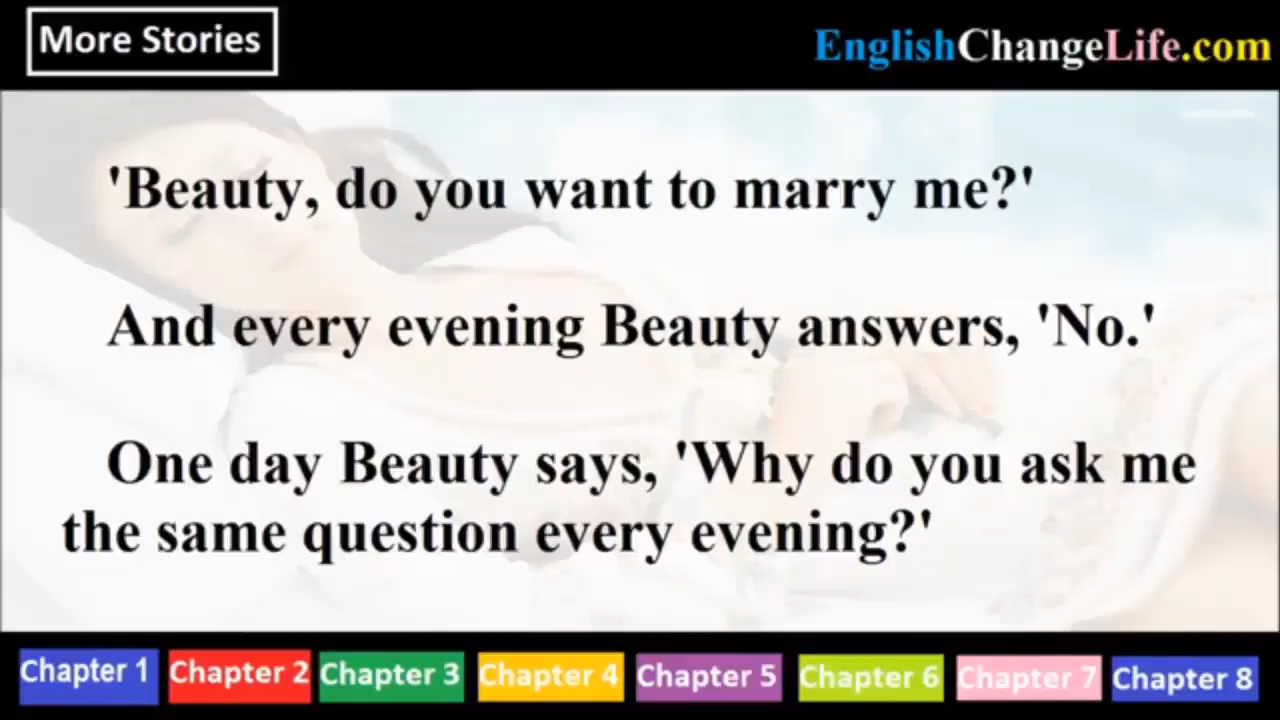 More Stories
EnglishChangeLife.com
'Beauty, do you want to marry me?'
And every evening Beauty answers, 'No.'
One day Beauty says, 'Why do you ask me
the same question every evening?'
Chapter 1 Chapter 2 Chapter 3 Chapter 4 Chapter 5 Chapter 6 Chapter 7 Chapter 8